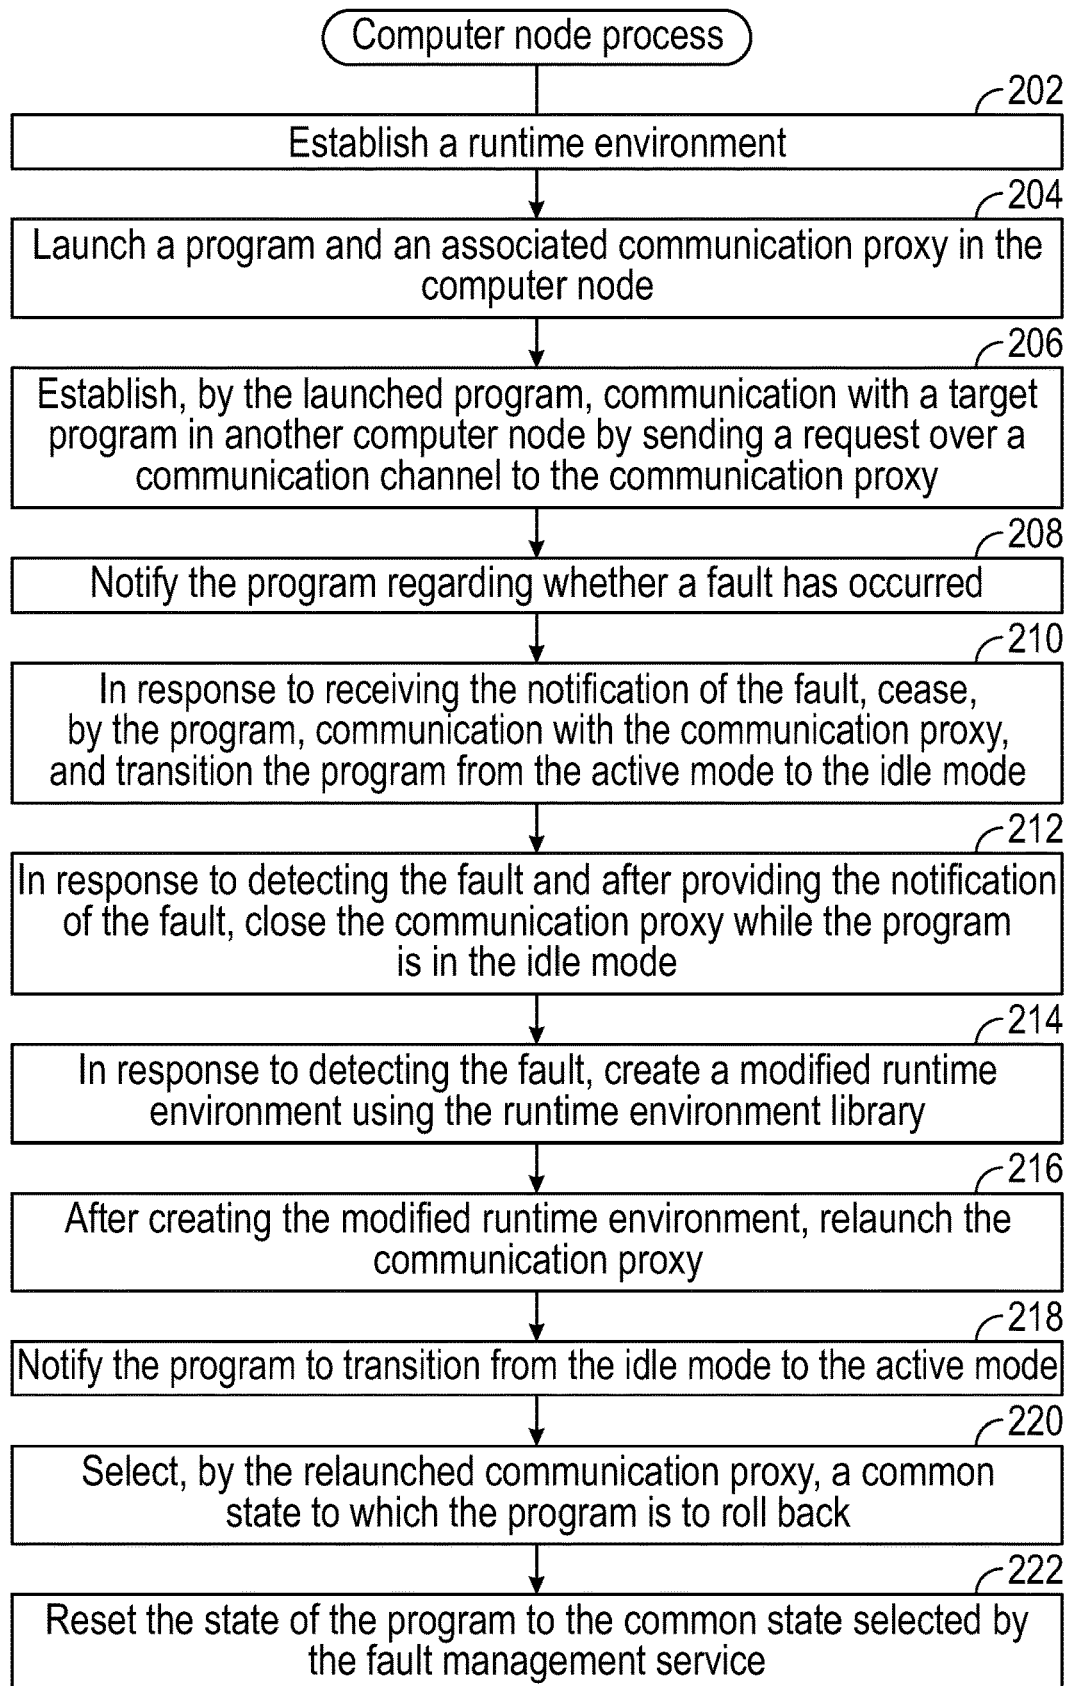 Computer node process
202
Establish a runtime environment
204
Launch a program and an associated communication proxy in the
computer node
206
Establish, by the launched program, communication with a target
program in another computer node by sending a request over a
communication channel to the communication proxy
208
Notify the program regarding whether a fault has occurred
210
In response to receiving the notification of the fault, cease,
by the program, communication with the communication proxy,
and transition the program from the active mode to the idle mode
212
In response to detecting the fault and after providing the notification
of the fault, close the communication proxy while the program
is in the idle mode
214
In response to detecting the fault, create a modified runtime
environment using the runtime environment library
216
After creating the modified runtime environment, relaunch the
communication proxy
218
Notify the program to transition from the idle mode to the active mode
220
Select, by the relaunched communication proxy, a common
state to which the program is to roll back
222
Reset the state of the program to the common state selected by
the fault management service